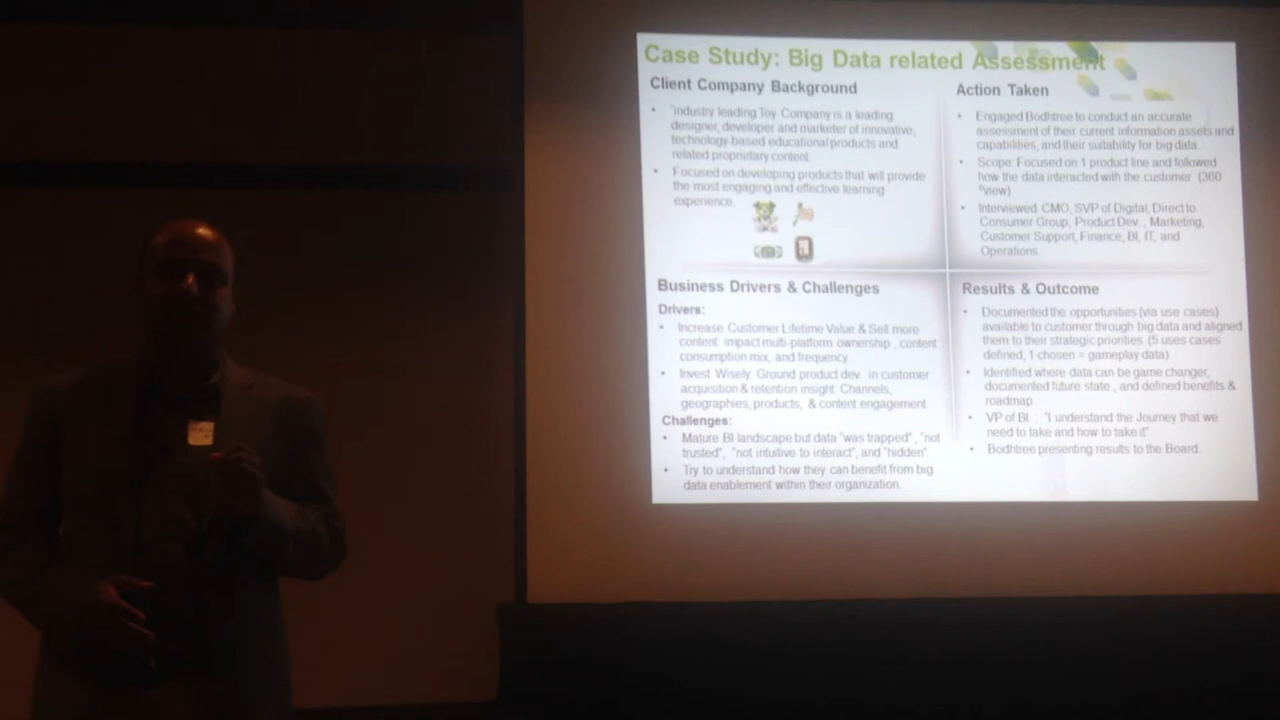 Case Study: Big Data related Assessment
Client Company Background
• "Industry leading Toy Company is a leading
designer, developer and marketer of innovative,
technology-based educational products and
related proprietary content.
• Focused on developing products that will provide
the most engaging and effective learning
experience.
Action Taken
• Engaged Bodhtree to conduct an accurate
assessment of their current information assets and
capabilities, and their suitability for big data.
• Scope: Focused on 1 product line and followed
how the data interacted with the customer (360
°view).
• Interviewed CMO, SVP of Digital, Direct to
Consumer Group, Product Dev., Marketing,
Customer Support, Finance, BI, IT, and
Operations.
Business Drivers & Challenges
Drivers:
• Increase Customer Lifetime Value & Sell more
content: impact multi-platform ownership , content
consumption mix, and frequency.
• Invest Wisely: Ground product dev. in customer
acquisition & retention insight: Channels,
geographies, products, & content engagement
Challenges:
• Mature BI landscape but data "was trapped" , "not
trusted", "not intuitive to interact", and "hidden".
• Try to understand how they can benefit from big
data enablement within their organization.
Results & Outcome
• Documented the opportunities (via use cases)
available to customer through big data and aligned
them to their strategic priorities. (5 uses cases
defined, 1 chosen = gameplay data)
• Identified where data can be game changer,
documented future state , and defined benefits &
roadmap
• VP of BI : "I understand the Journey that we
need to take and how to take it"
• Bodhtree presenting results to the Board.